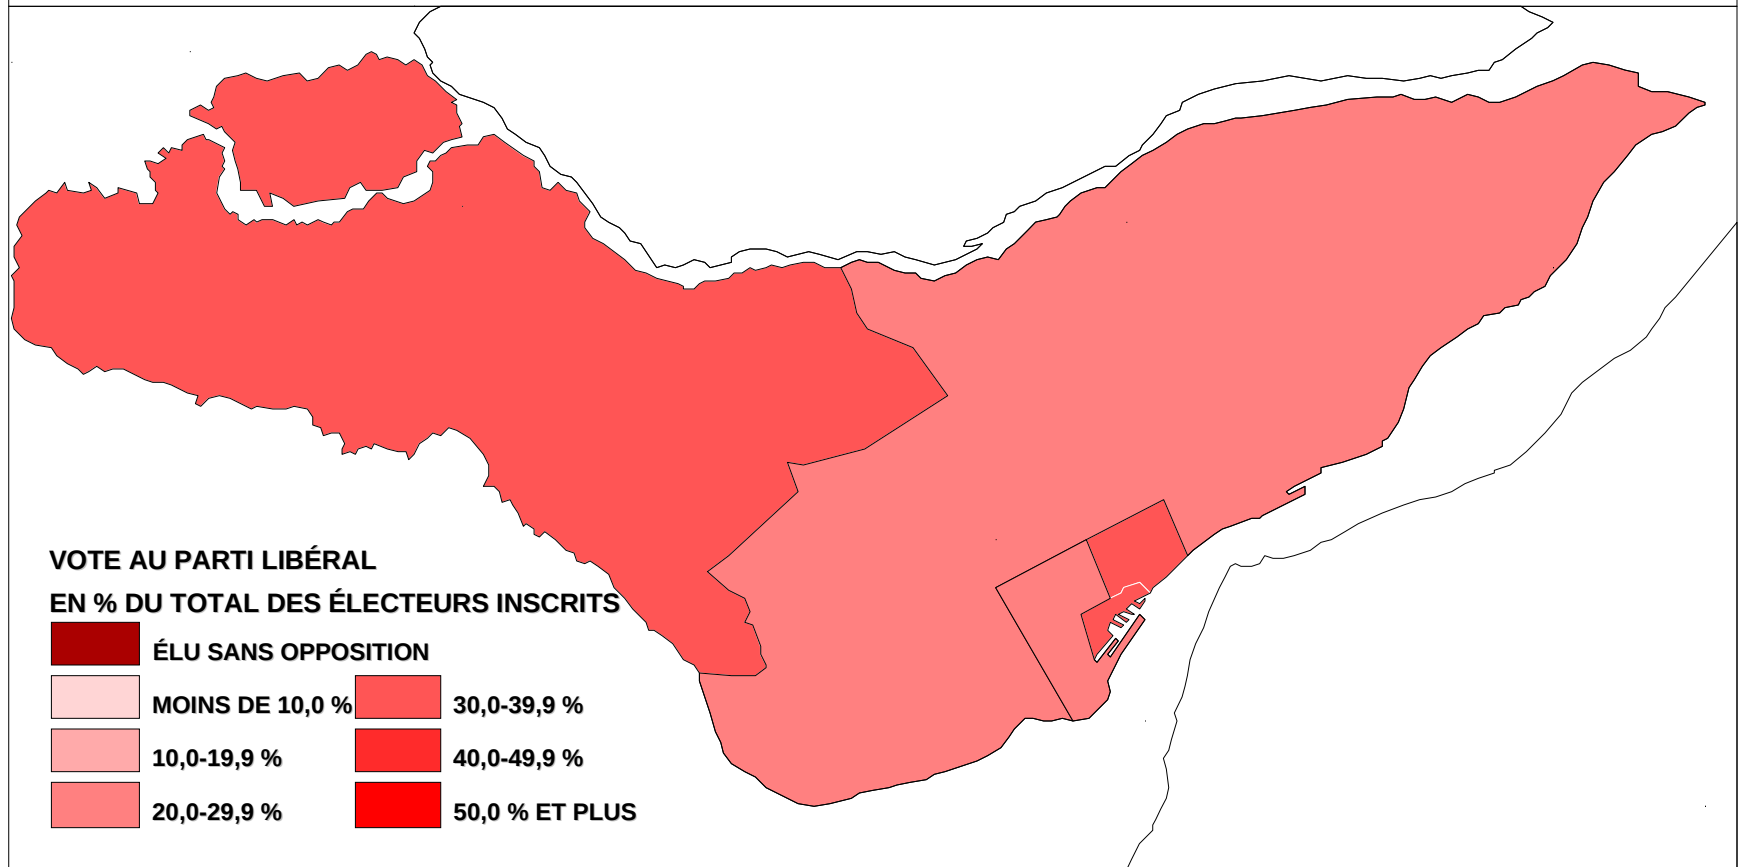 VOTE AU PARTI LIBÉRAL
EN % DU TOTAL DES ÉLECTEURS INSCRITS
ÉLU SANS OPPOSITION
MOINS DE 10,0 %
30,0-39,9 %
10,0-19,9 %
40,0-49,9 %
20,0-29,9 %
50,0 % ET PLUS